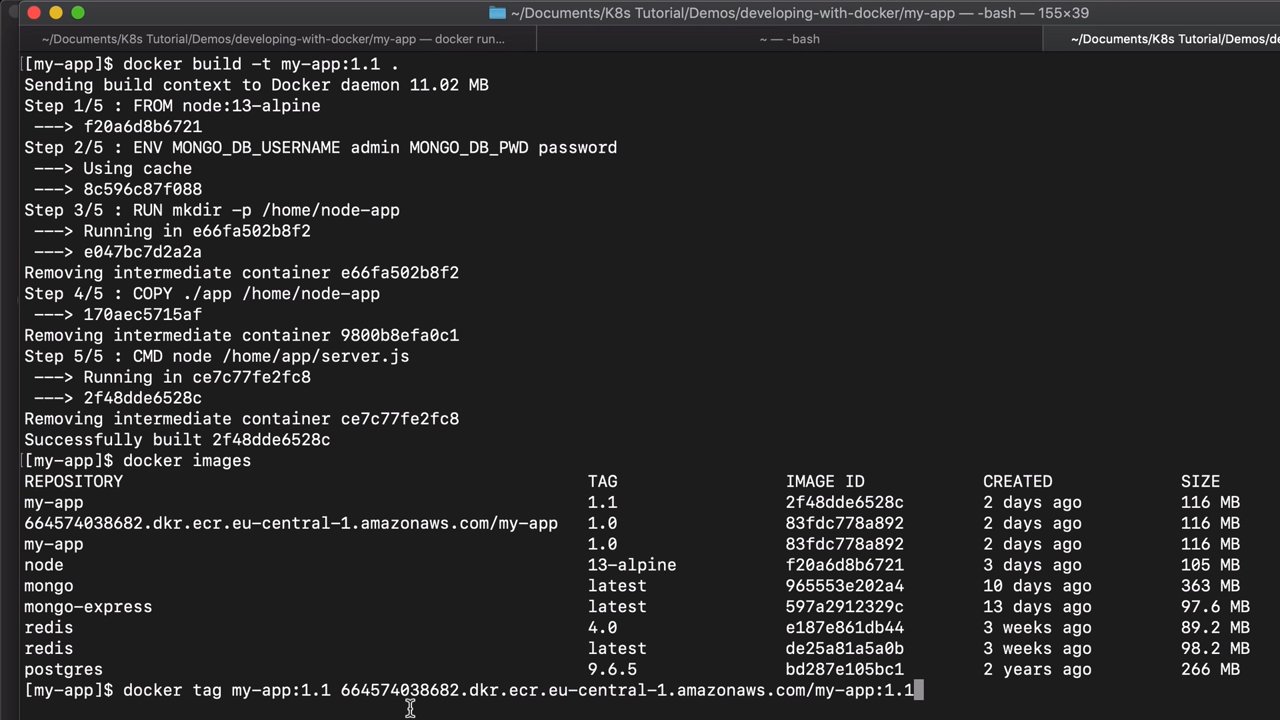 ~/Documents/K8s Tutorial/Demos/developing-with-docker/my-app — -bash — 155×39
~/Documents/K8s Tutorial/Demos/developing-with-docker/my-app — docker run... ~ — -bash ~/Documents/K8s Tutorial/Demos/de
[my-app]$ docker build -t my-app:1.1 .
Sending build context to Docker daemon 11.02 MB
Step 1/5 : FROM node:13-alpine
---> f20a6d8b6721
Step 2/5 : ENV MONGO_DB_USERNAME admin MONGO_DB_PWD password
---> Using cache
---> 8c596c87f088
Step 3/5 : RUN mkdir -p /home/node-app
---> Running in e66fa502b8f2
---> e047bc7d2a2a
Removing intermediate container e66fa502b8f2
Step 4/5 : COPY ./app /home/node-app
---> 170aec5715af
Removing intermediate container 9800b8efa0c1
Step 5/5 : CMD node /home/app/server.js
---> Running in ce7c77fe2fc8
---> 2f48dde6528c
Removing intermediate container ce7c77fe2fc8
Successfully built 2f48dde6528c
[my-app]$ docker images
REPOSITORY TAG IMAGE ID CREATED SIZE
my-app 1.1 2f48dde6528c 2 days ago 116 MB
664574038682.dkr.ecr.eu-central-1.amazonaws.com/my-app 1.0 83fdc778a892 2 days ago 116 MB
my-app 1.0 83fdc778a892 2 days ago 116 MB
node 13-alpine f20a6d8b6721 3 days ago 105 MB
mongo latest 965553e202a4 10 days ago 363 MB
mongo-express latest 597a2912329c 13 days ago 97.6 MB
redis 4.0 e187e861db44 3 weeks ago 89.2 MB
redis latest de25a81a5a0b 3 weeks ago 98.2 MB
postgres 9.6.5 bd287e105bc1 2 years ago 266 MB
[my-app]$ docker tag my-app:1.1 664574038682.dkr.ecr.eu-central-1.amazonaws.com/my-app:1.1